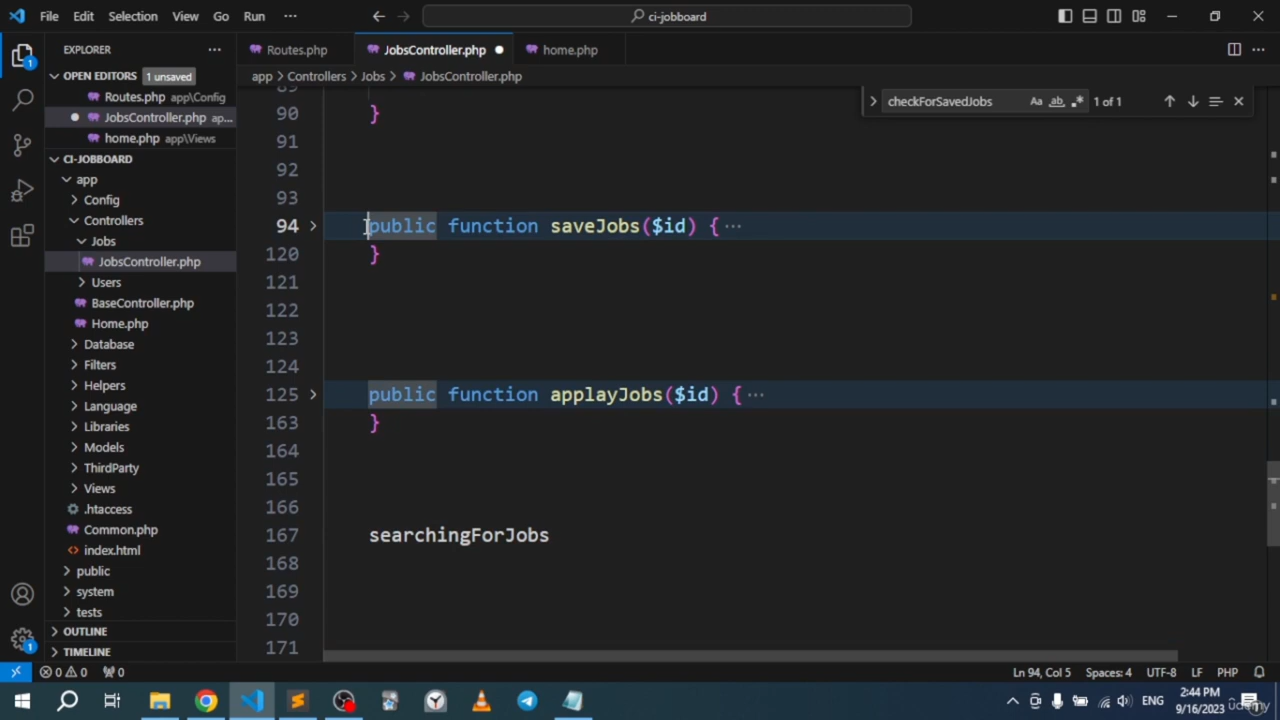 File Edit Selection View Go Run ··· ci-jobboard
EXPLORER ··· Routes.php JobsController.php home.php
OPEN EDITORS 1 unsaved app > Controllers > Jobs > JobsController.php
Routes.php app\Config
JobsController.php ap...
home.php app\Views
checkForSavedJobs Aa ab .* 1 of 1
CI-JOBBOARD
app
Config
Controllers
Jobs
JobsController.php
Users
BaseController.php
Home.php
Database
Filters
Helpers
Language
Libraries
Models
ThirdParty
Views
.htaccess
Common.php
index.html
public
system
tests
OUTLINE
TIMELINE
89
90 }
91
92
93
94 public function saveJobs($id) { ···
120 }
121
122
123
124
125 public function applayJobs($id) { ···
163 }
164
165
166
167 searchingForJobs
168
169
170
171
0 0 0 Ln 94, Col 5 Spaces: 4 UTF-8 LF PHP
ENG 2:44 PM
9/16/2023
udemy